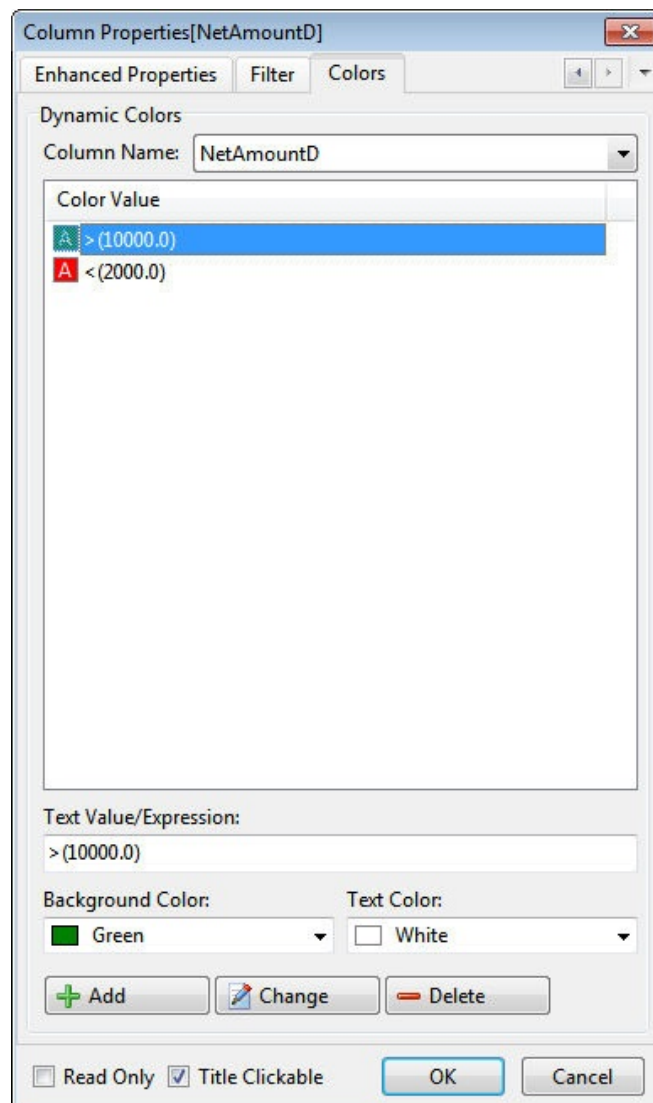 Column Properties[NetAmountD]
Enhanced Properties Filter Colors
Dynamic Colors
Column Name: NetAmountD
Color Value
A >(10000.0)
A <(2000.0)
Text Value/Expression:
>(10000.0)
Background Color: Text Color:
Green White
Add Change Delete
Read Only Title Clickable OK Cancel